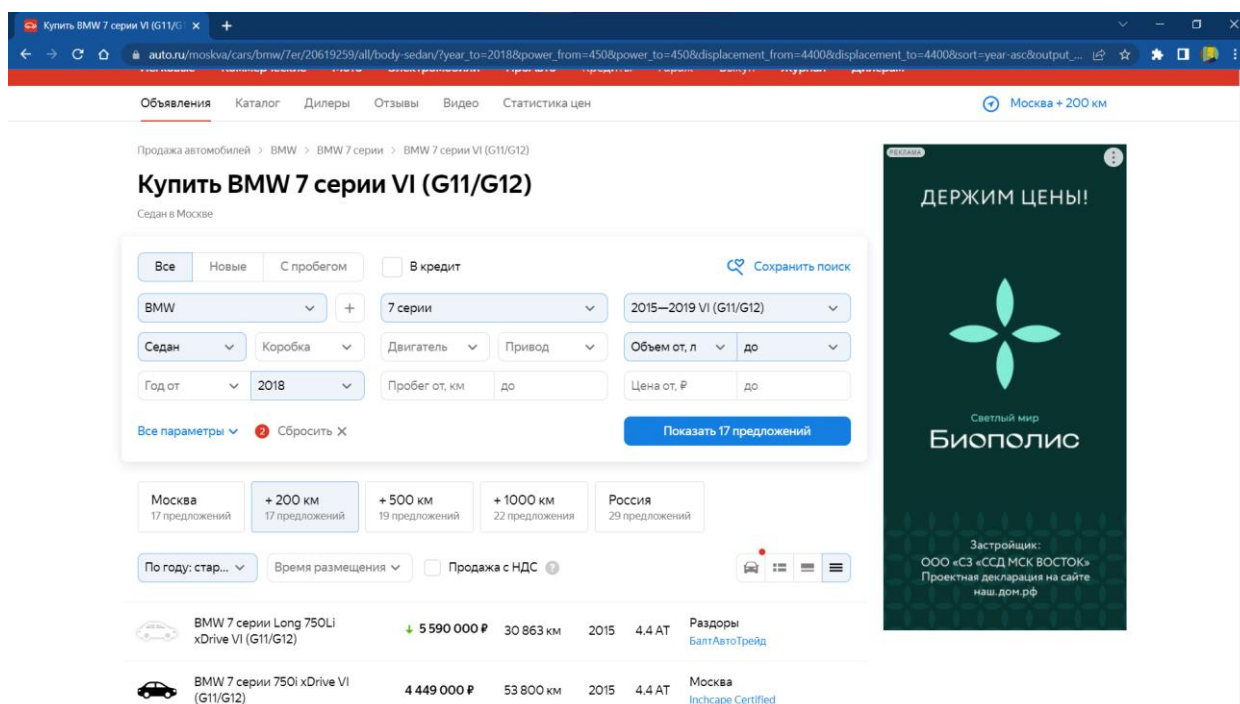 Купить BMW 7 серии VI (G11/G1
auto.ru/moskva/cars/bmw/7er/20619259/all/body-sedan/?year_to=2018&power_from=450&power_to=450&displacement_from=4400&displacement_to=4400&sort=year-asc&output_...
Объявления Каталог Дилеры Отзывы Видео Статистика цен
Москва + 200 км
Продажа автомобилей > BMW > BMW 7 серии > BMW 7 серии VI (G11/G12)
Купить BMW 7 серии VI (G11/G12)
Седан в Москве
Все Новые С пробегом В кредит Сохранить поиск
BMW + 7 серии 2015—2019 VI (G11/G12)
Седан Коробка Двигатель Привод Объем от, л до
Год от 2018 Пробег от, км до Цена от, ₽ до
Все параметры 2 Сбросить Показать 17 предложений
Москва + 200 км + 500 км + 1000 км Россия
17 предложений 17 предложений 19 предложений 22 предложения 29 предложений
По году: стар... Время размещения Продажа с НДС ?
BMW 7 серии Long 750Li
xDrive VI (G11/G12)
↓ 5 590 000 ₽ 30 863 км 2015 4.4 AT
Раздоры
БалтАвтоТрейд
BMW 7 серии 750i xDrive VI
(G11/G12)
4 449 000 ₽ 53 800 км 2015 4.4 AT
Москва
Inchcape Certified
РЕКЛАМА
ДЕРЖИМ ЦЕНЫ!
Светлый мир
Биополис
Застройщик:
ООО «СЗ «ССД МСК ВОСТОК»
Проектная декларация на сайте
наш.дом.рф